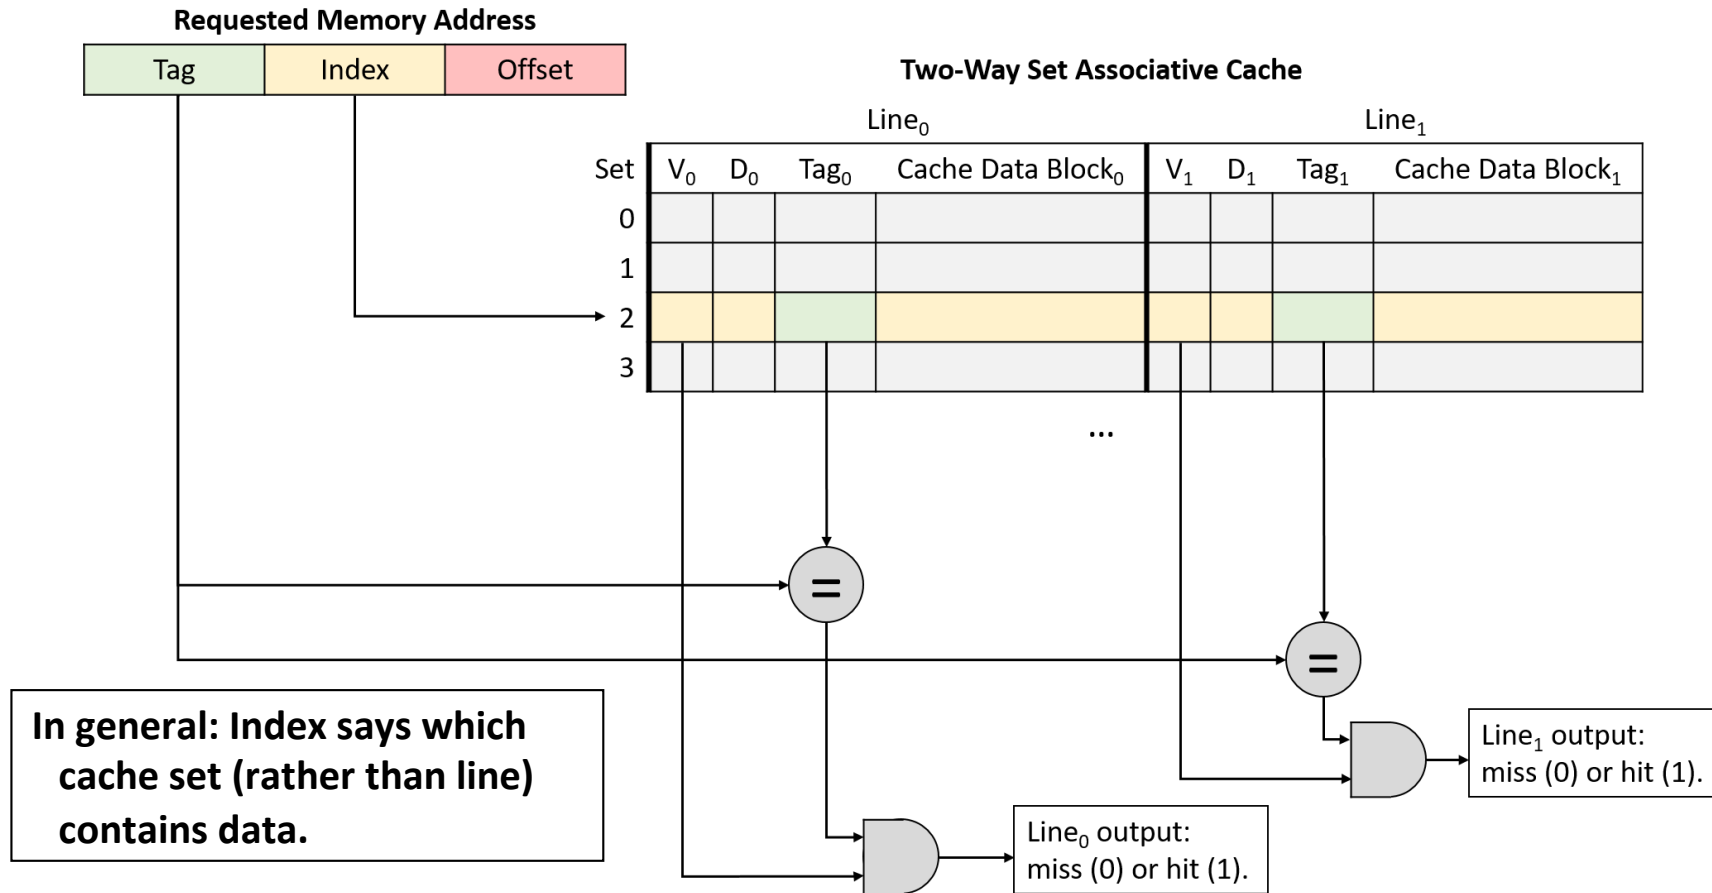 Requested Memory Address
Tag Index Offset
Two-Way Set Associative Cache
Line₀ Line₁
Set V₀ D₀ Tag₀ Cache Data Block₀ V₁ D₁ Tag₁ Cache Data Block₁
0
1
2
3
...
=
=
In general: Index says which
cache set (rather than line)
contains data.
Line₁ output:
miss (0) or hit (1).
Line₀ output:
miss (0) or hit (1).